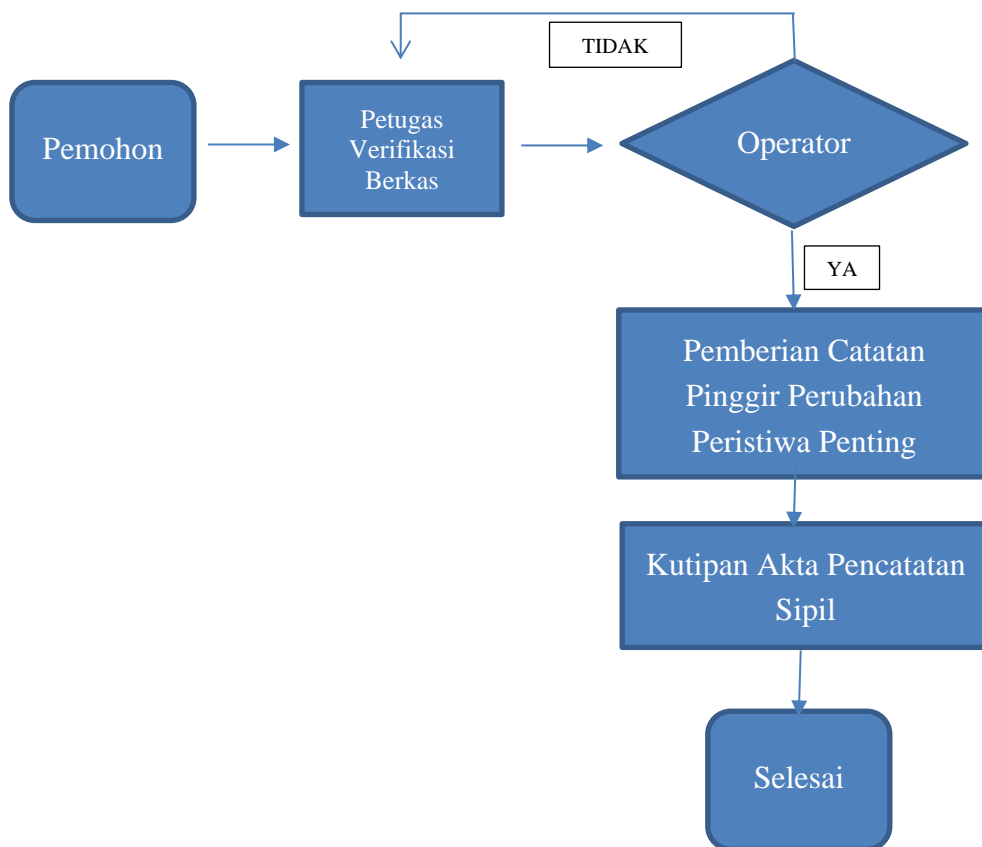 TIDAK
Pemohon
Petugas
Verifikasi
Berkas
Operator
YA
Pemberian Catatan
Pinggir Perubahan
Peristiwa Penting
Kutipan Akta Pencatatan
Sipil
Selesai